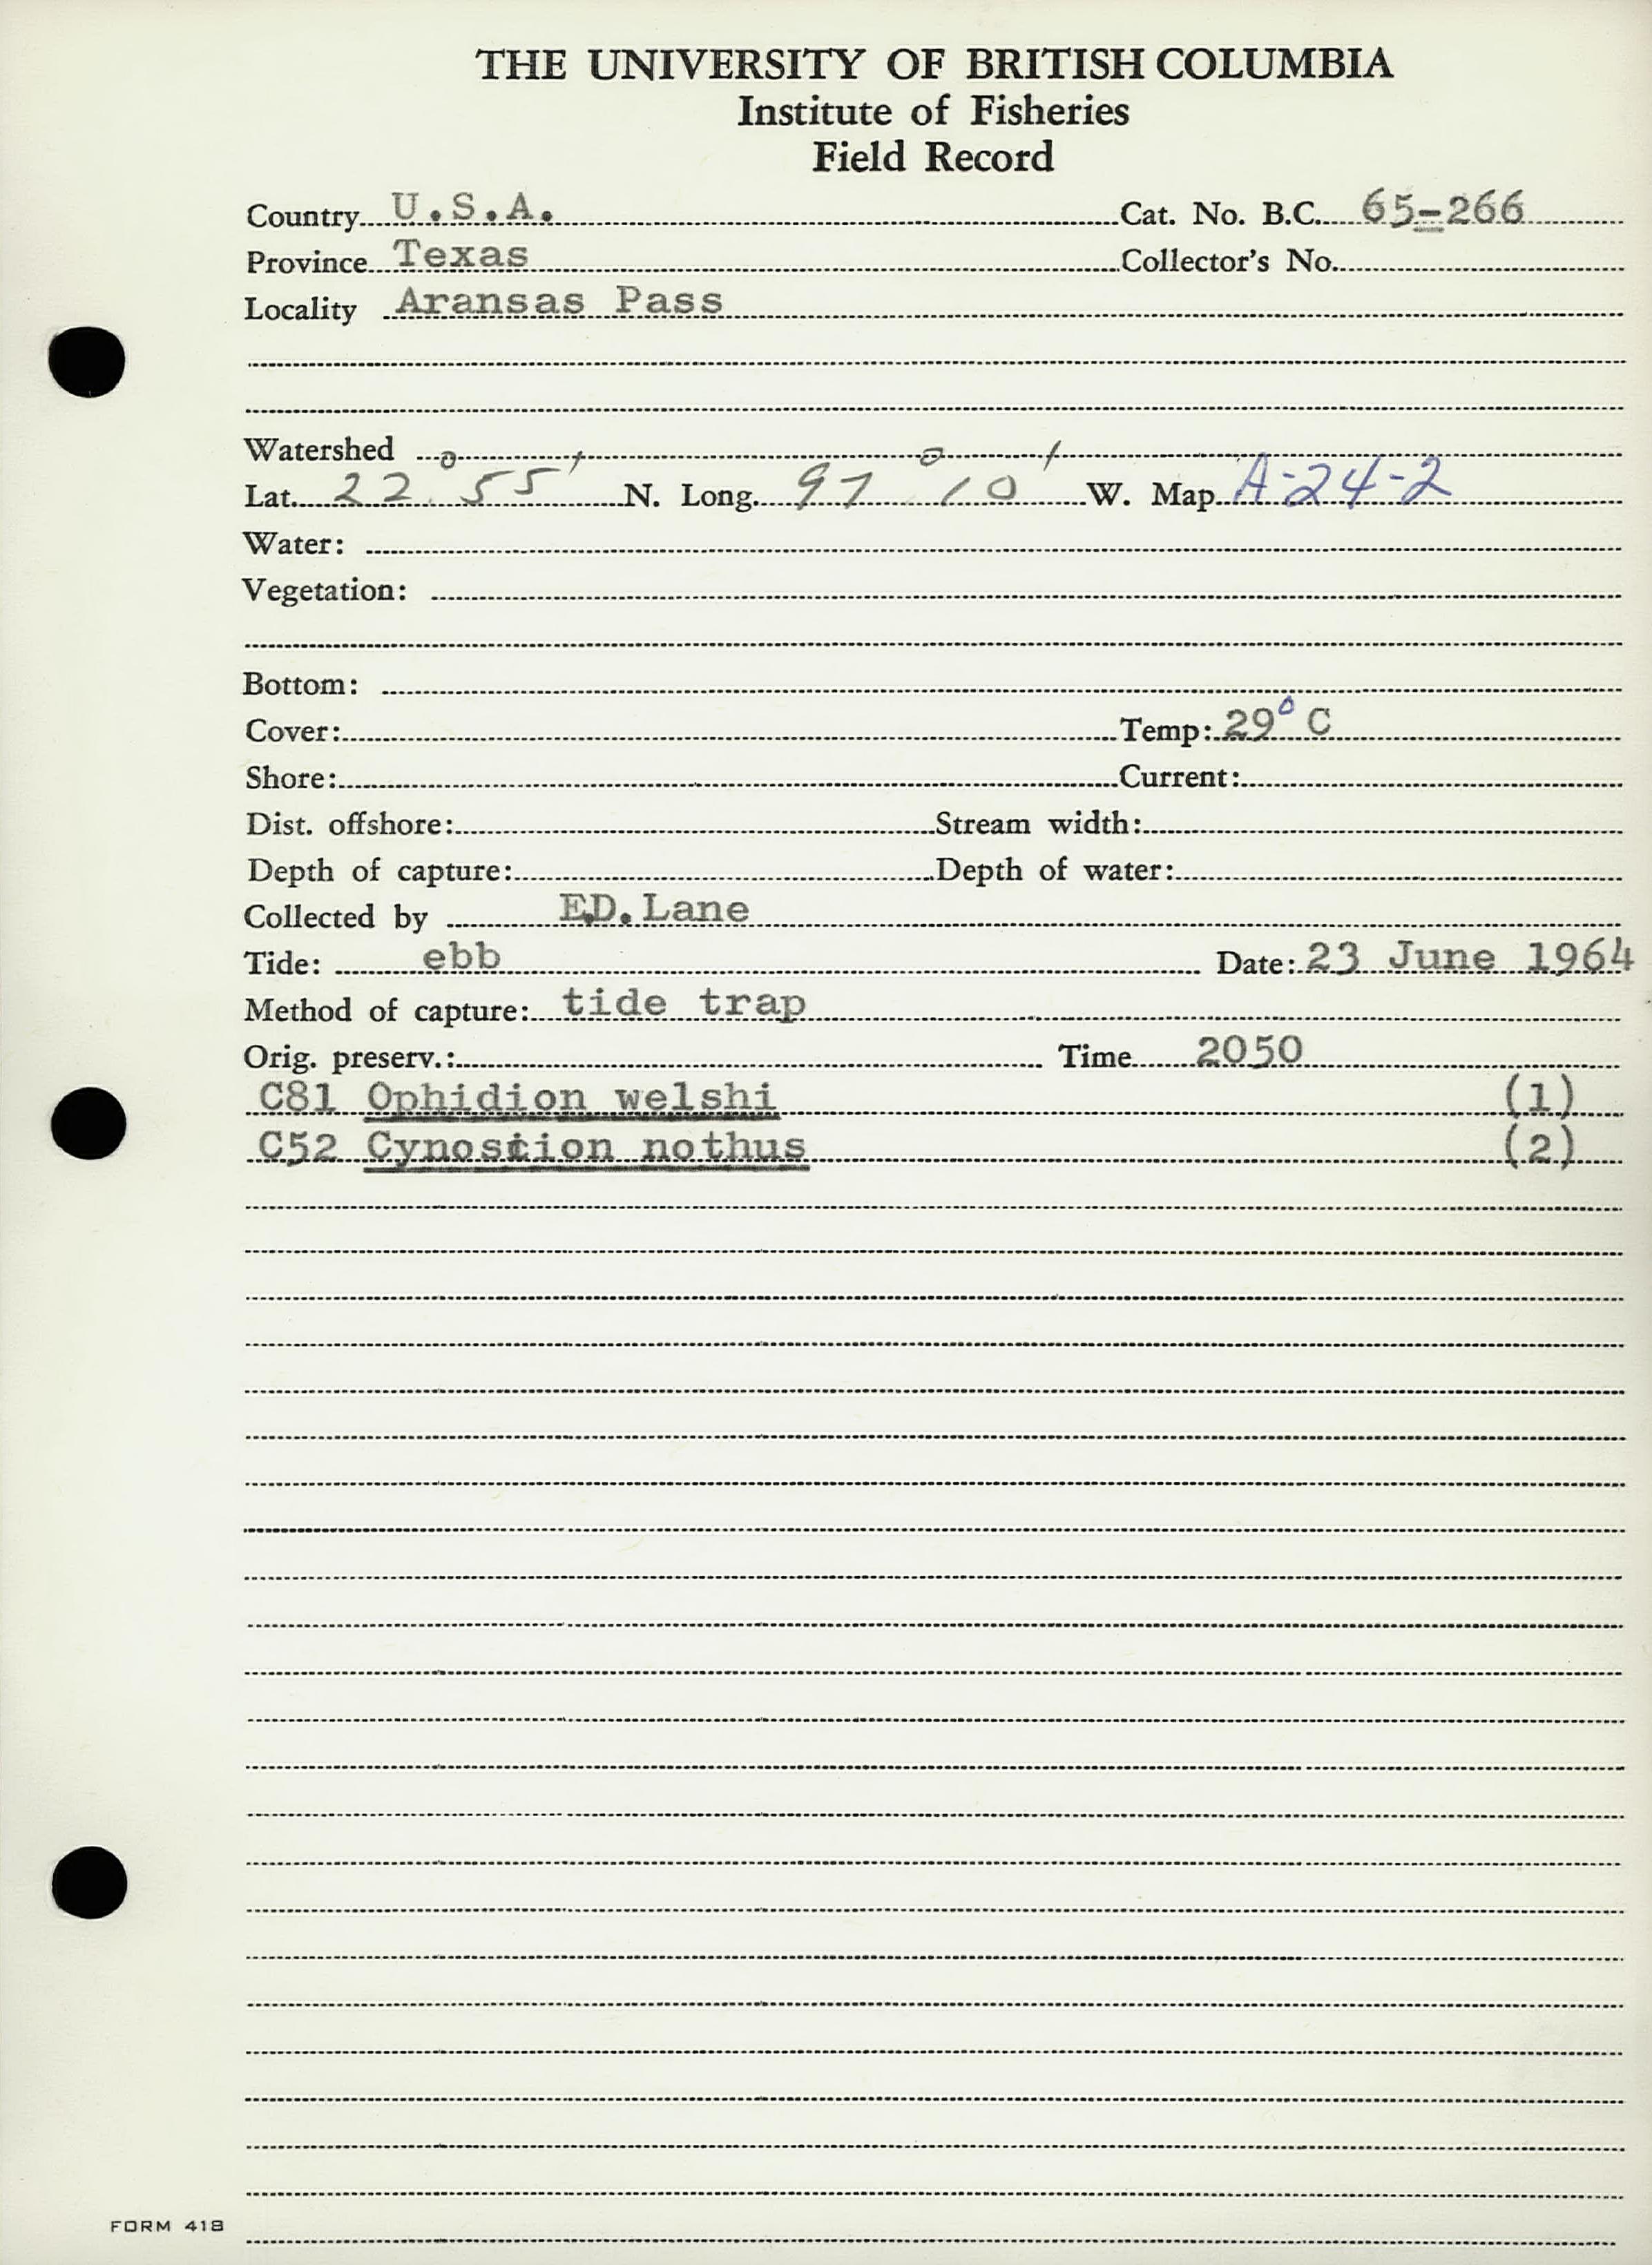 THE UNIVERSITY OF BRITISH COLUMBIA
Institute of Fisheries
Field Record
Country U.S.A. Cat. No. B.C. 65-266
Province Texas Collector's No.
Locality Aransas Pass
Watershed
Lat. 22° 55' N. Long. 97° 10' W. Map A-24-2
Water:
Vegetation:
Bottom:
Cover: Temp: 29° C
Shore: Current:
Dist. offshore: Stream width:
Depth of capture: Depth of water:
Collected by E.D. Lane
Tide: ebb Date: 23 June 1964
Method of capture: tide trap
Orig. preserv.: Time 2050
C81 Ophidion welshi (1)
C52 Cynostion nothus (2)
FORM 418